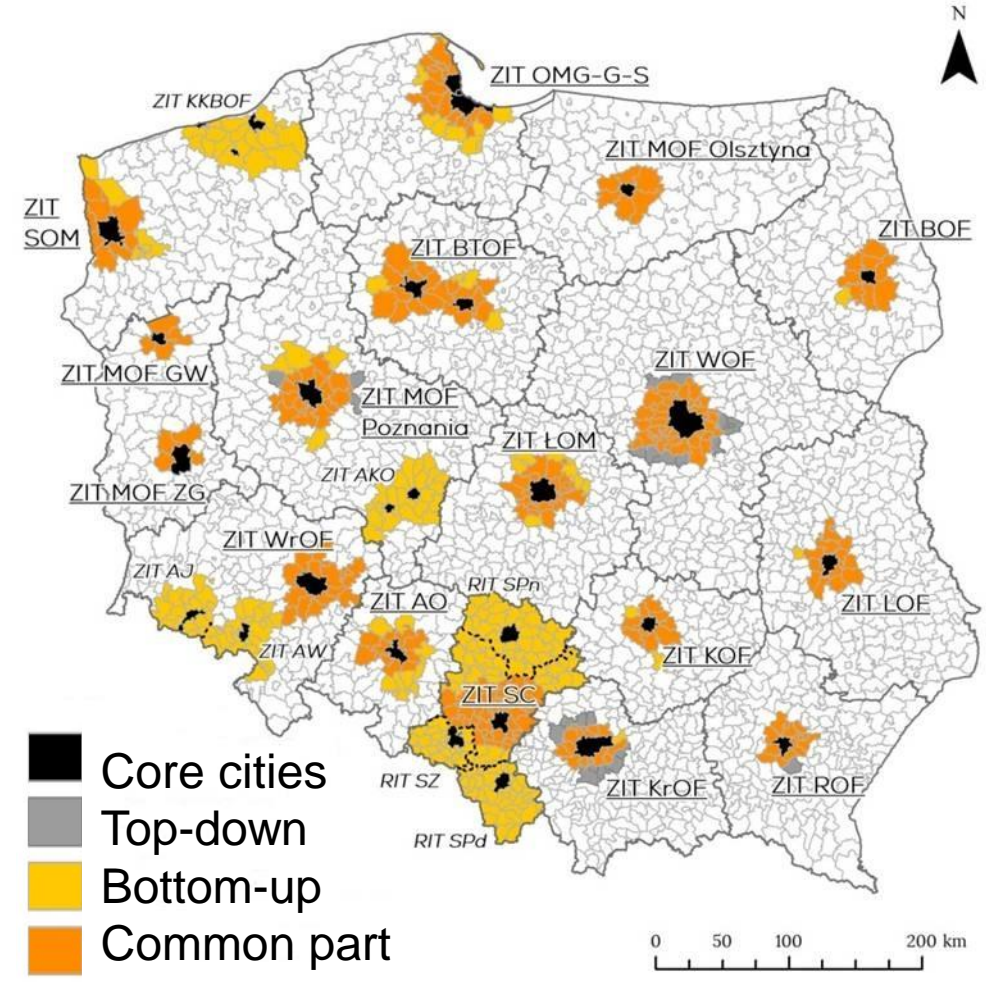 N
ZIT OMG-G-S
ZIT KKBOF
ZIT MOF Olsztyna
ZIT
SOM
ZIT BOF
ZIT BTOF
ZIT MOF GW
ZIT WOF
ZIT MOF
Poznania
ZIT ŁOM
ZIT AKO
ZIT MOF ZG
ZIT WrOF
ZIT AJ
RIT SPn
ZIT AO
ZIT LOF
ZIT AW
ZIT KOF
ZIT SC
RIT SZ
ZIT KrOF
ZIT ROF
RIT SPd
Core cities
Top-down
Bottom-up
Common part
0 50 100 200 km